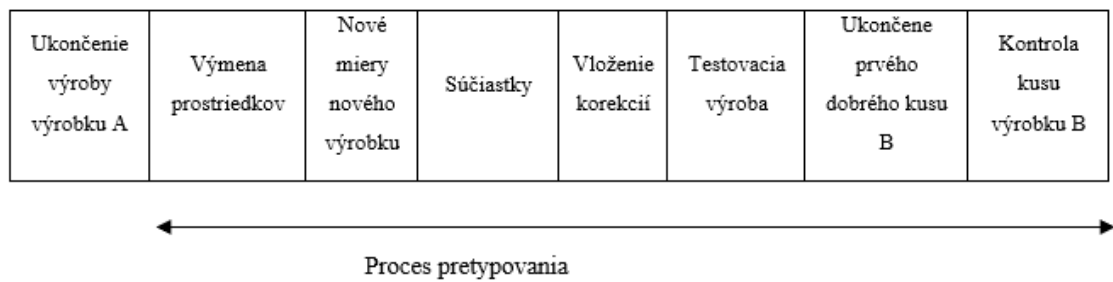 Ukončenie
výroby
výrobku A
Výmena
prostriedkov
Nové
miery
nového
výrobku
Súčiastky
Vloženie
korekcií
Testovacia
výroba
Ukončene
prvého
dobrého kusu
B
Kontrola
kusu
výrobku B
Proces pretypovania